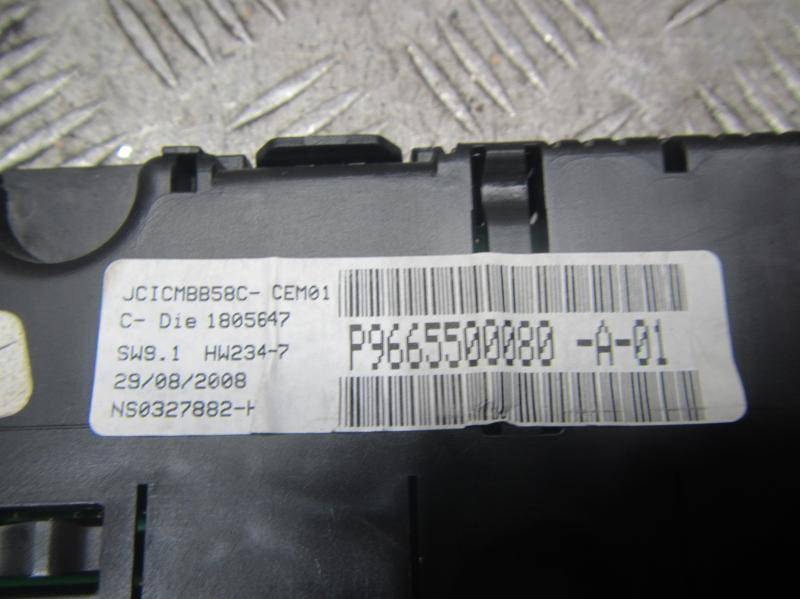 JCICMBB58C- CEM01
C- Die 1805647
SW9.1 HW234-7
29/08/2008
NS0327882-H
P9665500080 -A-01